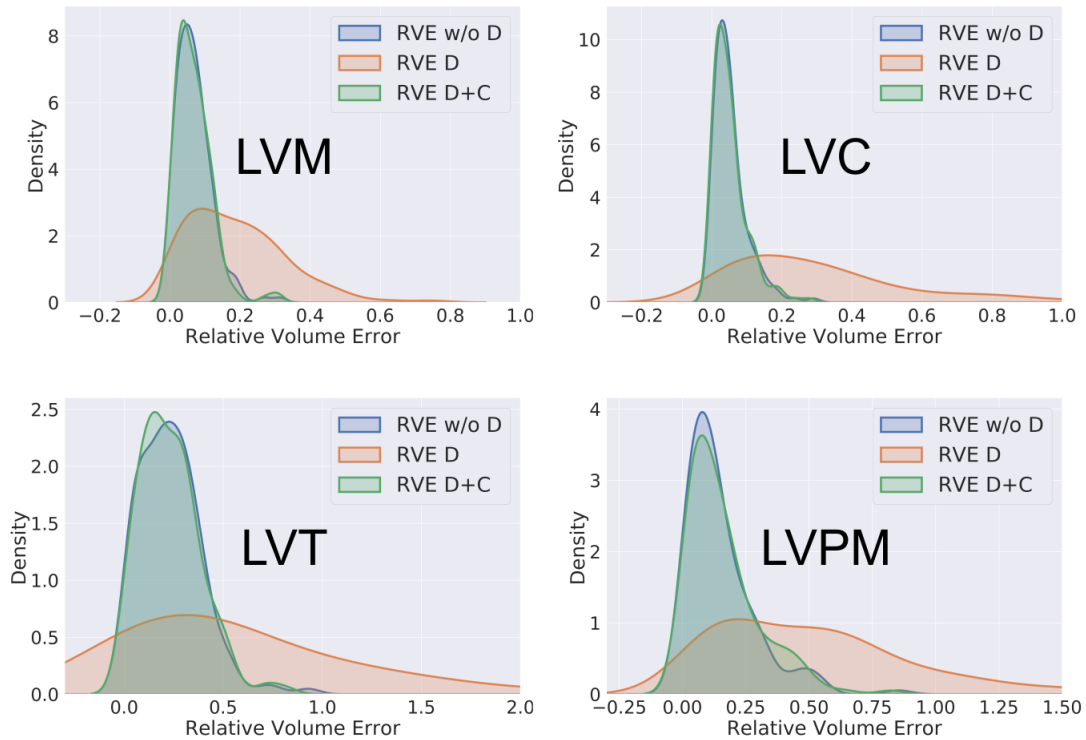 RVE w/o D
RVE D
RVE D+C
LVM
Density
8
6
4
2
0
−0.2 0.0 0.2 0.4 0.6 0.8 1.0
Relative Volume Error
RVE w/o D
RVE D
RVE D+C
LVC
Density
10
8
6
4
2
0
−0.2 0.0 0.2 0.4 0.6 0.8 1.0
Relative Volume Error
RVE w/o D
RVE D
RVE D+C
LVT
Density
2.5
2.0
1.5
1.0
0.5
0.0
0.0 0.5 1.0 1.5 2.0
Relative Volume Error
RVE w/o D
RVE D
RVE D+C
LVPM
Density
4
3
2
1
0
−0.25 0.00 0.25 0.50 0.75 1.00 1.25 1.50
Relative Volume Error